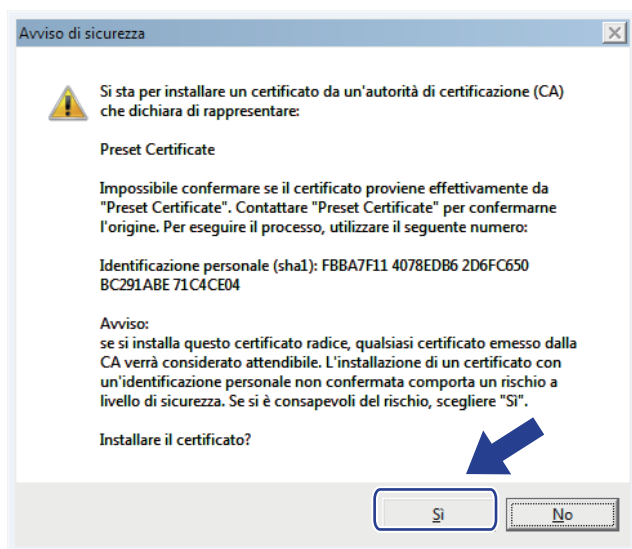 Avviso di sicurezza
Si sta per installare un certificato da un'autorità di certificazione (CA)
che dichiara di rappresentare:
Preset Certificate
Impossibile confermare se il certificato proviene effettivamente da
"Preset Certificate". Contattare "Preset Certificate" per confermarne
l'origine. Per eseguire il processo, utilizzare il seguente numero:
Identificazione personale (sha1): FBBA7F11 4078EDB6 2D6FC650
BC291ABE 71C4CE04
Avviso:
se si installa questo certificato radice, qualsiasi certificato emesso dalla
CA verrà considerato attendibile. L'installazione di un certificato con
un'identificazione personale non confermata comporta un rischio a
livello di sicurezza. Se si è consapevoli del rischio, scegliere "Sì".
Installare il certificato?
Sì No